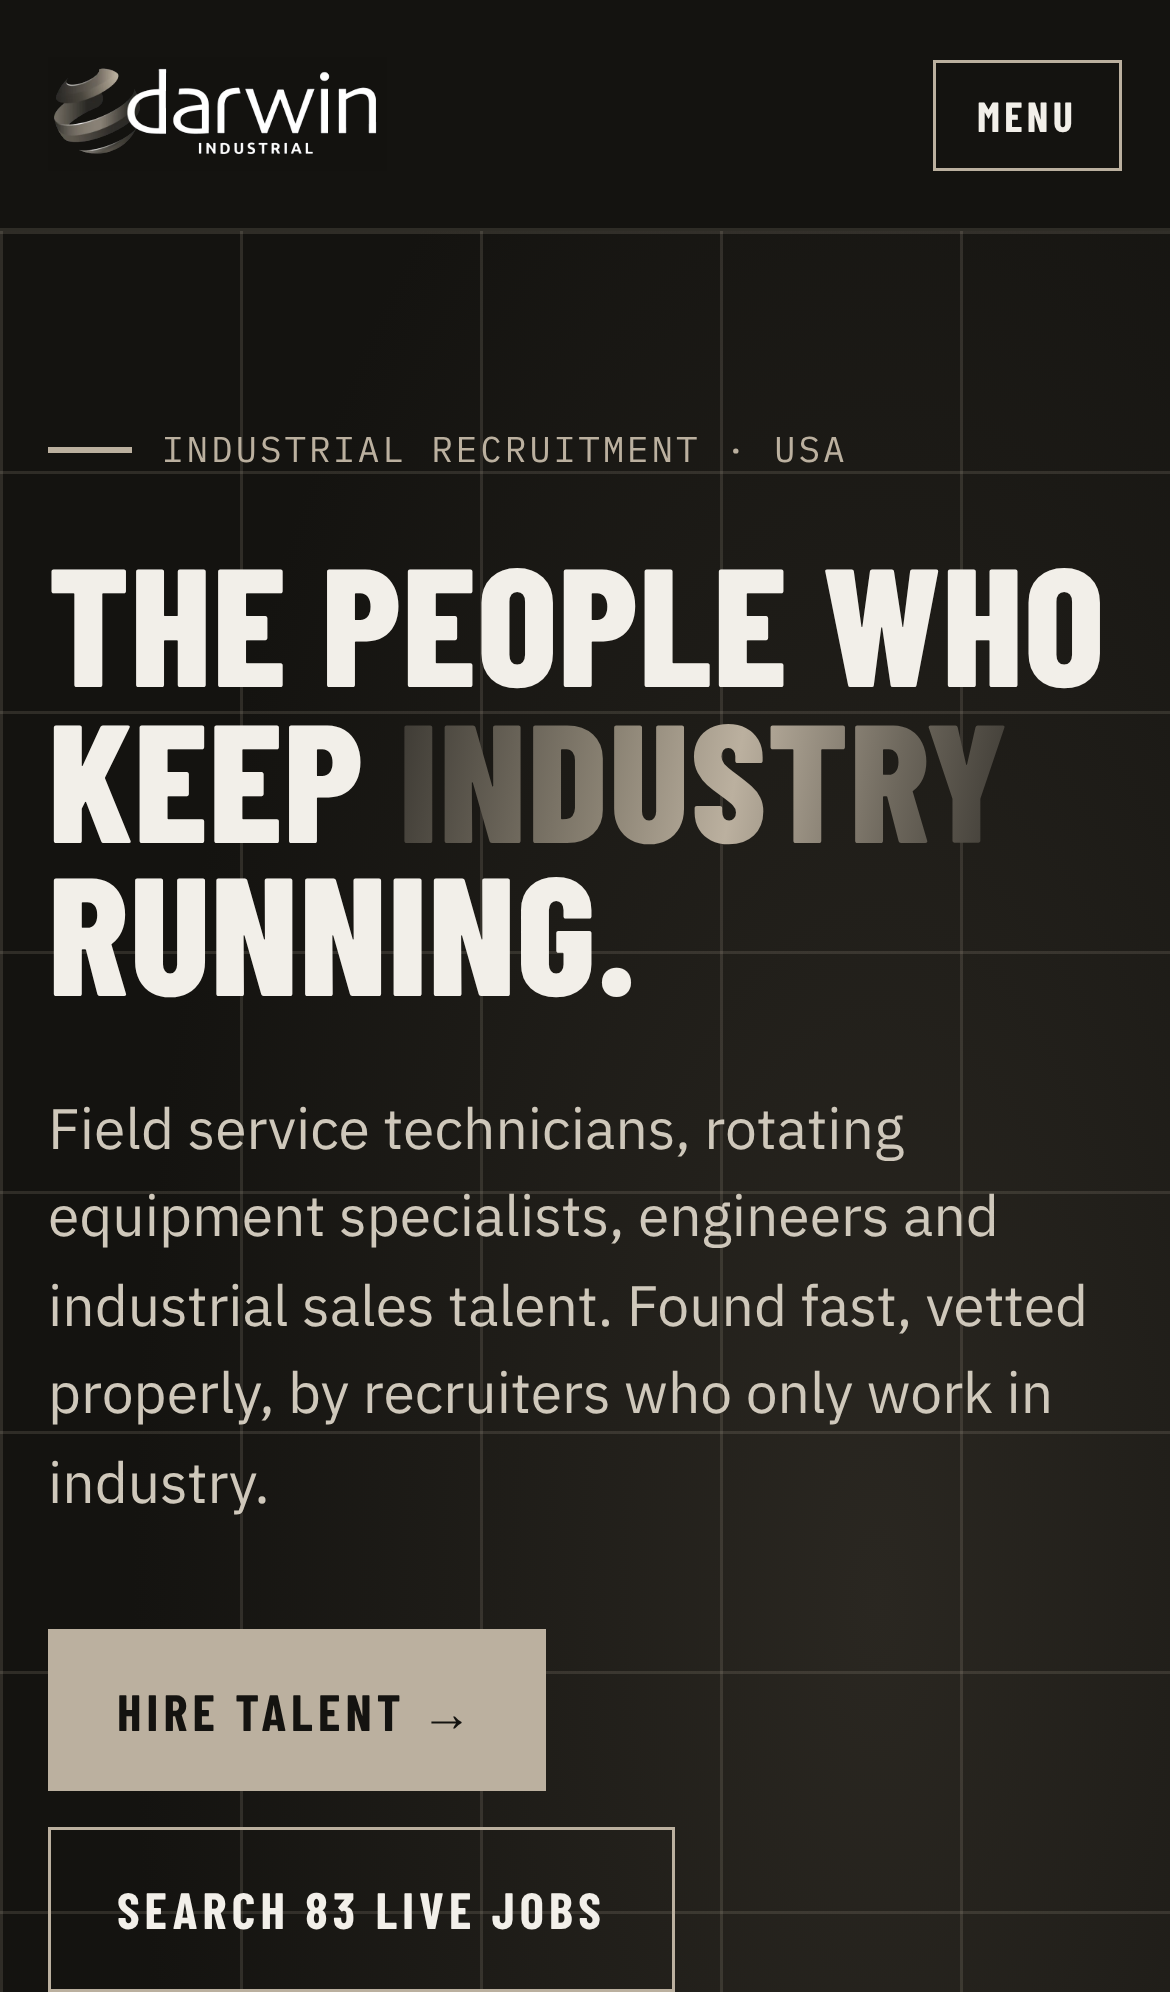 darwin
INDUSTRIAL
MENU
INDUSTRIAL RECRUITMENT · USA
THE PEOPLE WHO
KEEP INDUSTRY
RUNNING.
Field service technicians, rotating
equipment specialists, engineers and
industrial sales talent. Found fast, vetted
properly, by recruiters who only work in
industry.
HIRE TALENT →
SEARCH 83 LIVE JOBS